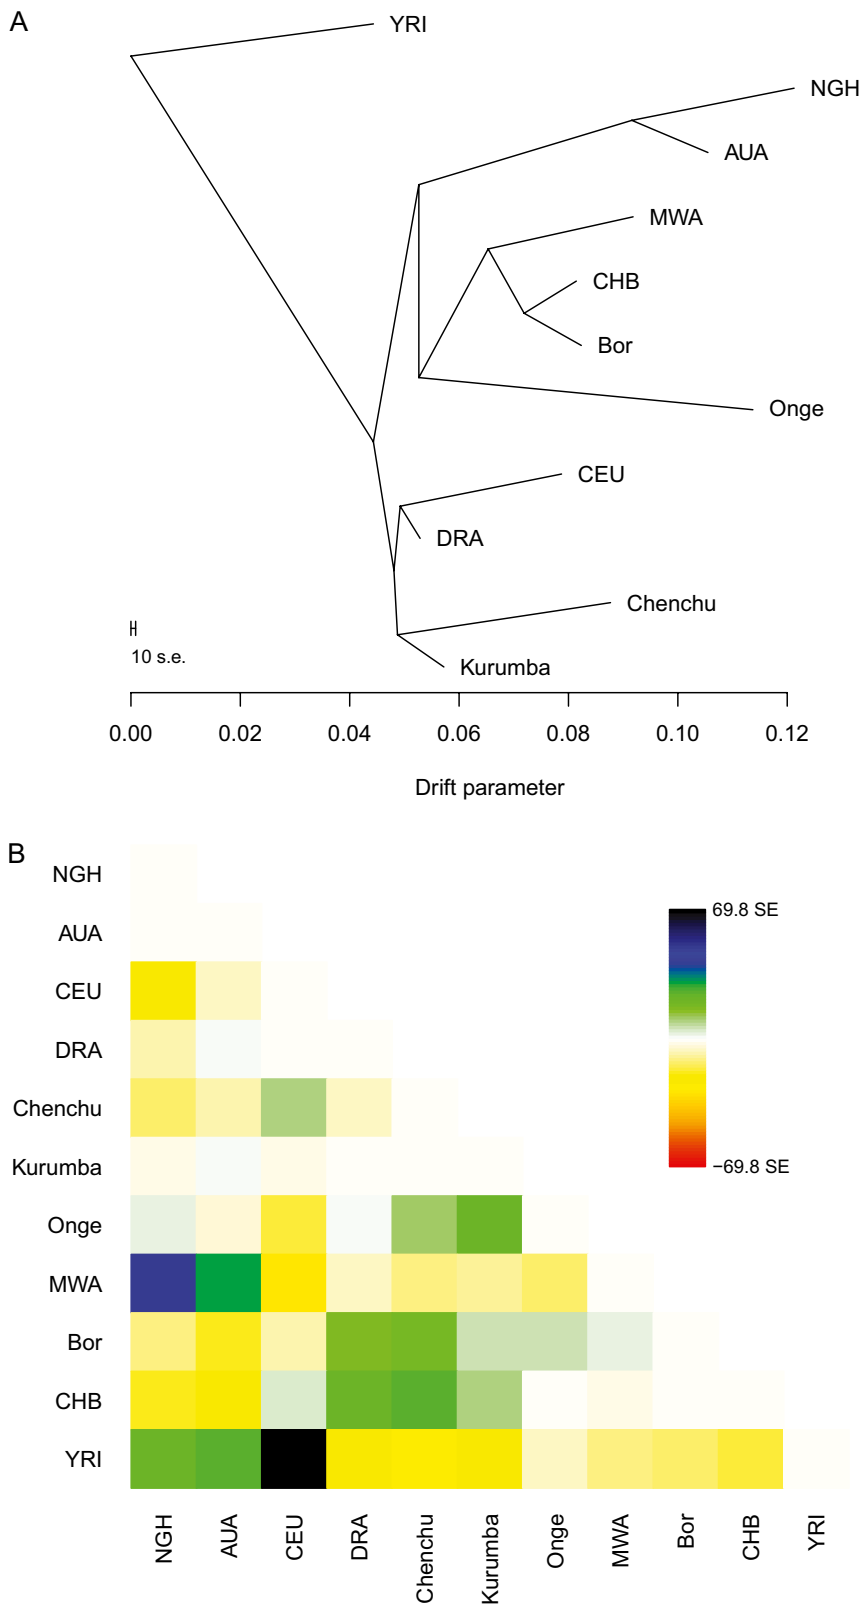 A
YRI
NGH
AUA
MWA
CHB
Bor
Onge
CEU
DRA
Chenchu
Kurumba
10 s.e.
0.00 0.02 0.04 0.06 0.08 0.10 0.12
Drift parameter
B
NGH
69.8 SE
AUA
CEU
DRA
Chenchu
Kurumba
−69.8 SE
Onge
MWA
Bor
CHB
YRI
NGH AUA CEU DRA Chenchu Kurumba Onge MWA Bor CHB YRI